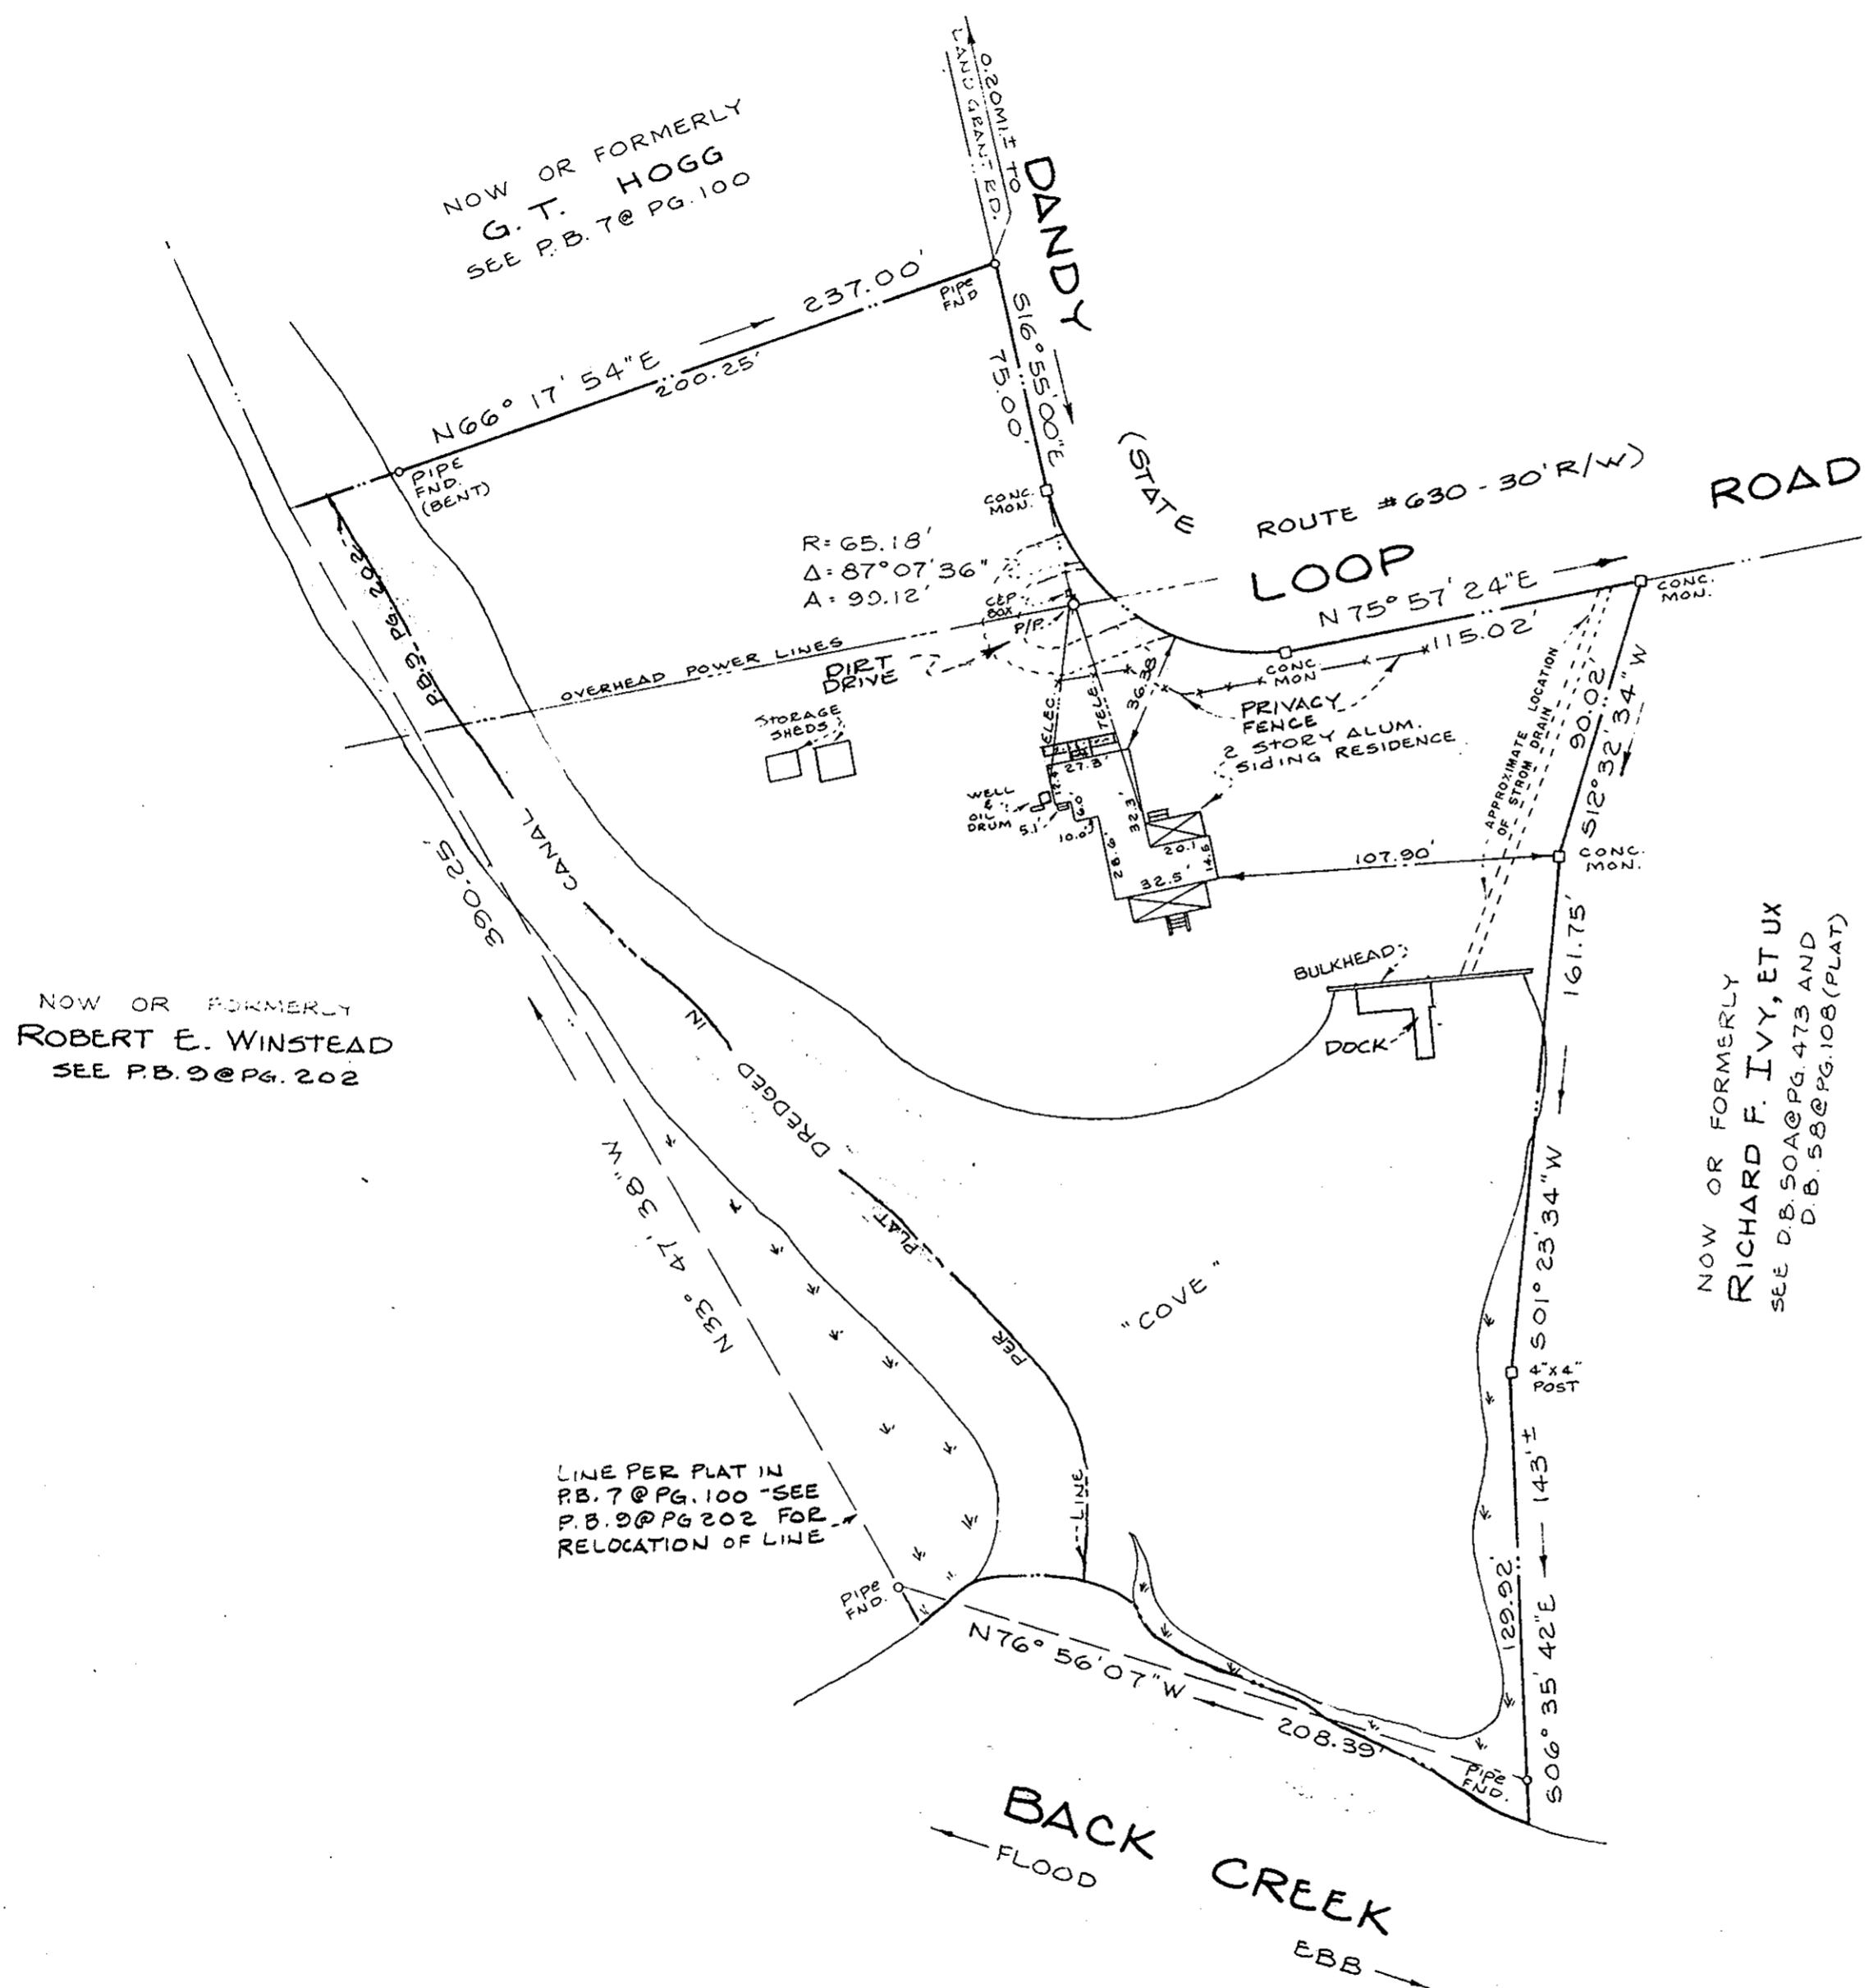 0.20MI.± TO
LAND GRANT RD.
NOW OR FORMERLY
G. T. HOGG
SEE P.B. 7@ PG. 100
DANDY
237.00'
N66° 17' 54"E
200.25'
PIPE
FND
S16°55'00"E
75.00'
PIPE
FND.
(BENT)
(STATE
ROUTE #630 - 30' R/W)
LOOP
ROAD
CONC.
MON.
R= 65.18'
Δ= 87°07'36"
A= 99.12'
N 75° 57' 24"E
115.02'
CONC.
MON.
CONC.
MON
BOX
P/P
OVERHEAD POWER LINES
DIRT
DRIVE
STORAGE
SHEDS
ELEC.
TELE.
36.38
PRIVACY
FENCE
2 STORY ALUM.
SIDING RESIDENCE
APPROXIMATE LOCATION
OF STROM DRAIN
90.02'
S12° 32' 34" W
27.3'
12.4
WELL
&
OIL
DRUM
5.1'
6.0'
10.0'
32.3'
28.6'
20.1'
14.6
32.5'
107.90'
CONC.
MON.
161.75'
P.B. 9 - PG. 202
CANAL
DREDGED
IN
PLAT
PER
LINE
390.25'
N33° 47' 38"W
NOW OR FORMERLY
ROBERT E. WINSTEAD
SEE P.B. 9 @ PG. 202
BULKHEAD
DOCK
NOW OR FORMERLY
RICHARD F. IVY, ET UX
SEE D.B. 50A@PG. 473 AND
D.B. 58@PG.108 (PLAT)
S01° 23' 34"W
"COVE"
4"x4"
POST
LINE PER PLAT IN
P.B. 7 @ PG. 100 - SEE
P.B. 9@ PG 202 FOR
RELOCATION OF LINE
PIPE
FND.
143'±
129.92'
S06° 35' 42"E
N76° 56' 07"W
208.39'
PIPE
FND.
BACK CREEK
FLOOD
EBB